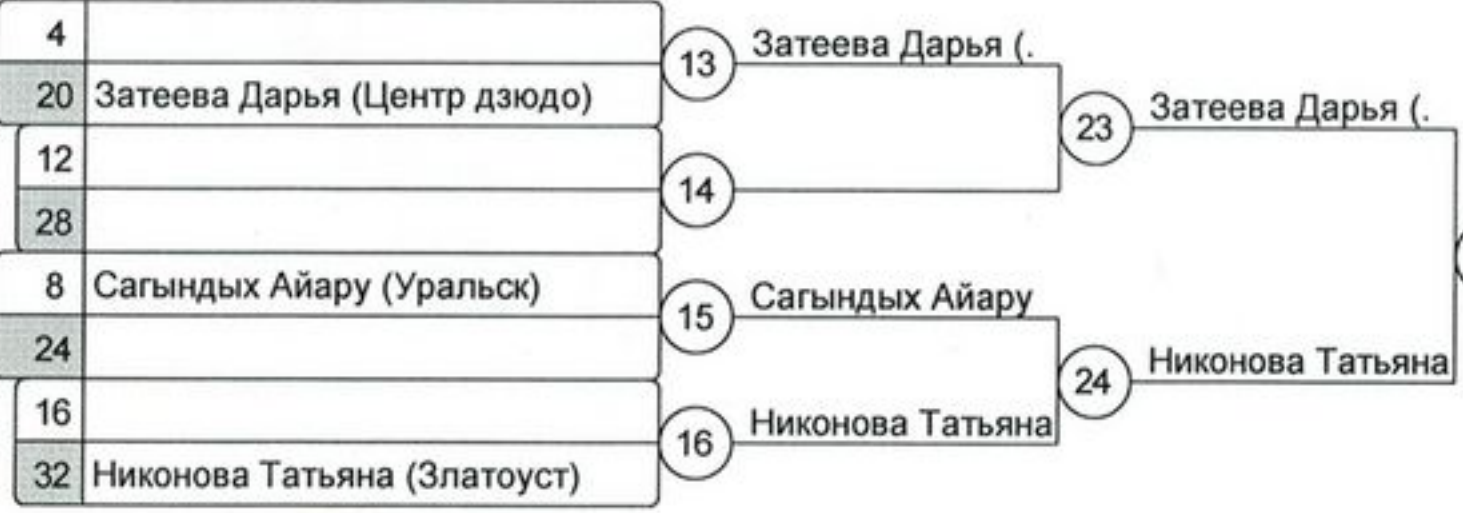 4
20 Затеева Дарья (Центр дзюдо)
12
28
8 Сагындых Айару (Уральск)
24
16
32 Никонова Татьяна (Златоуст)
13
14
15
16
Затеева Дарья (.
Сагындых Айару
Никонова Татьяна
23
24
Затеева Дарья (.
Никонова Татьяна